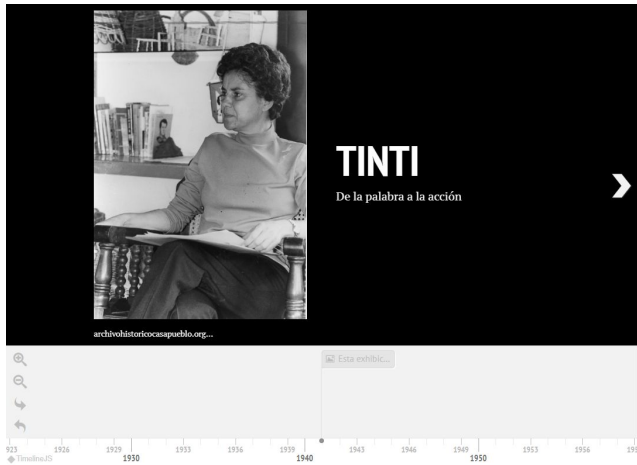 TINTI
De la palabra a la acción
archivohistoricocasapueblo.org...
Esta exhibic...
923 1926 1929 1933 1936 1939 1943 1946 1949 1953 1956
1930 1940 1950
TimelineJS